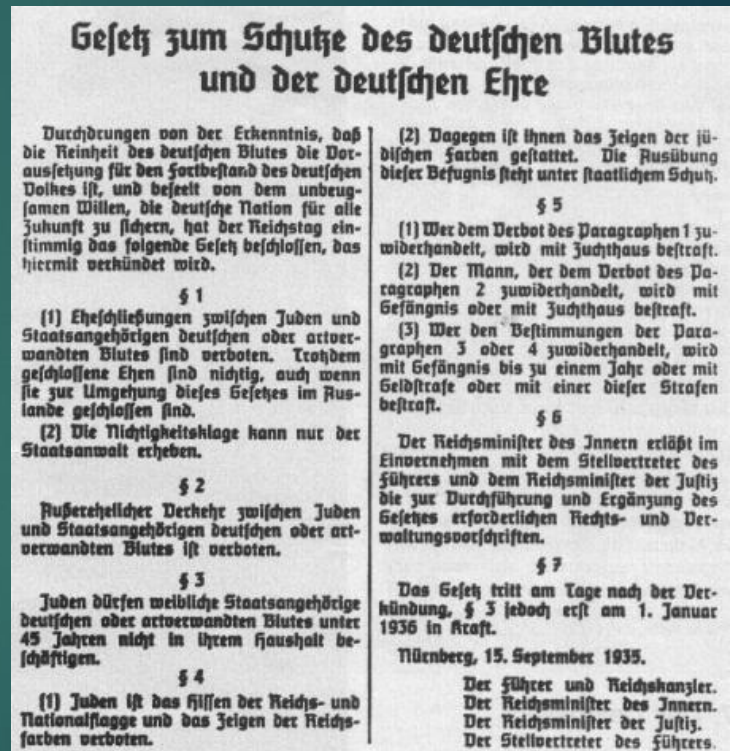 Gesetz zum Schutze des deutschen Blutes
und der deutschen Ehre
Durchdrungen von der Erkenntnis, daß
die Reinheit des deutschen Blutes die Vor-
aussetzung für den Fortbestand des deutschen
Volkes ist, und beseelt von dem unbeug-
samen Willen, die deutsche Nation für alle
Zukunft zu sichern, hat der Reichstag ein-
stimmig das folgende Gesetz beschlossen, das
hiermit verkündet wird.
§ 1
(1) Eheschließungen zwischen Juden und
Staatsangehörigen deutschen oder artver-
wandten Blutes sind verboten. Trotzdem
geschlossene Ehen sind nichtig, auch wenn
sie zur Umgehung dieses Gesetzes im Aus-
lande geschlossen sind.
(2) Die Nichtigkeitsklage kann nur der
Staatsanwalt erheben.
§ 2
Außerehelicher Verkehr zwischen Juden
und Staatsangehörigen deutschen oder art-
verwandten Blutes ist verboten.
§ 3
Juden dürfen weibliche Staatsangehörige
deutschen oder artverwandten Blutes unter
45 Jahren nicht in ihrem Haushalt be-
schäftigen.
§ 4
(1) Juden ist das Hissen der Reichs- und
Nationalflagge und das Zeigen der Reichs-
farben verboten.
(2) Dagegen ist ihnen das Zeigen der jü-
dischen Farben gestattet. Die Ausübung
dieser Befugnis steht unter staatlichem Schutz.
§ 5
(1) Wer dem Verbot des Paragraphen 1 zu-
widerhandelt, wird mit Zuchthaus bestraft.
(2) Der Mann, der dem Verbot des Pa-
ragraphen 2 zuwiderhandelt, wird mit
Gefängnis oder mit Zuchthaus bestraft.
(3) Wer den Bestimmungen der Para-
graphen 3 oder 4 zuwiderhandelt, wird
mit Gefängnis bis zu einem Jahr oder mit
Geldstrafe oder mit einer dieser Strafen
bestraft.
§ 6
Der Reichsminister des Innern erläßt im
Einvernehmen mit dem Stellvertreter des
Führers und dem Reichsminister der Justiz
die zur Durchführung und Ergänzung des
Gesetzes erforderlichen Rechts- und Ver-
waltungsvorschriften.
§ 7
Das Gesetz tritt am Tage nach der Ver-
kündung, § 3 jedoch erst am 1. Januar
1936 in Kraft.
Nürnberg, 15. September 1935.
Der Führer und Reichskanzler.
Der Reichsminister des Innern.
Der Reichsminister der Justiz.
Der Stellvertreter des Führers.